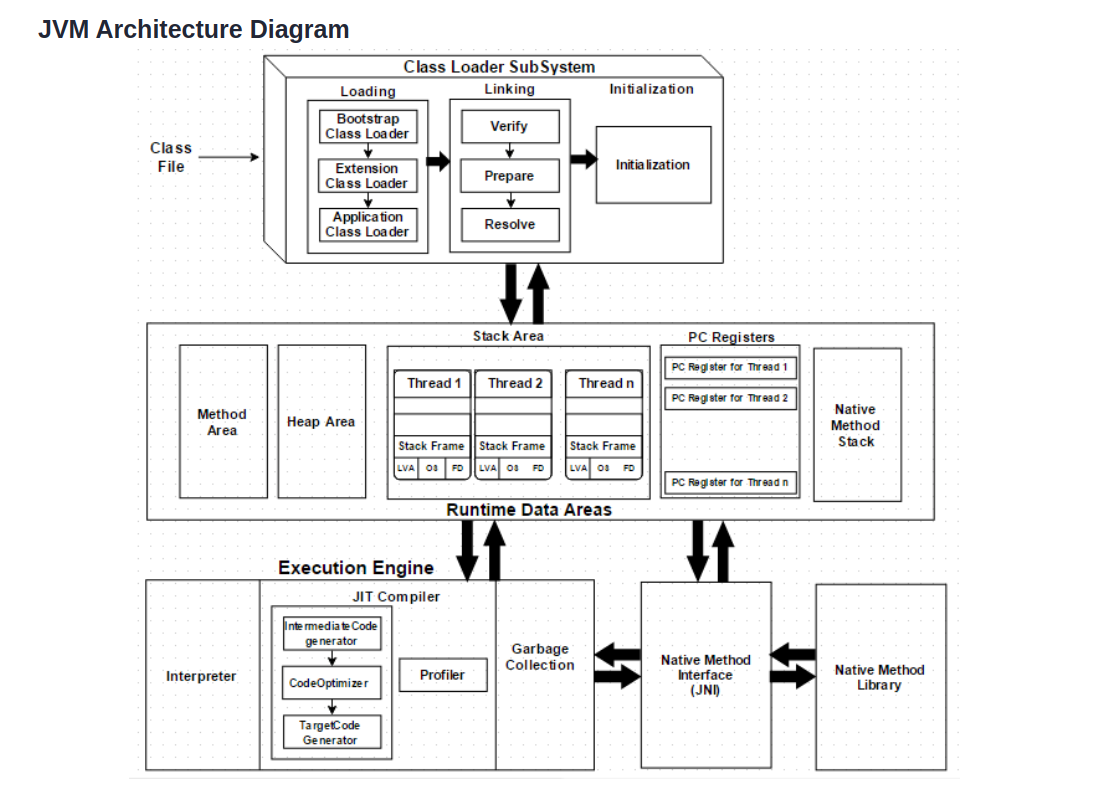 JVM Architecture Diagram
Class Loader SubSystem
Loading
Linking
Initialization
Bootstrap
Class Loader
Extension
Class Loader
Application
Class Loader
Verify
Prepare
Resolve
Initialization
Class
File
Stack Area
PC Registers
Method
Area
Heap Area
Thread 1
Stack Frame
LVA OS FD
Thread 2
Stack Frame
LVA OS FD
Thread n
Stack Frame
LVA OS FD
PC Register for Thread 1
PC Register for Thread 2
PC Register for Thread n
Native
Method
Stack
Runtime Data Areas
Execution Engine
Interpreter
JIT Compiler
IntermediateCode
generator
CodeOptimizer
TargetCode
Generator
Profiler
Garbage
Collection
Native Method
Interface
(JNI)
Native Method
Library